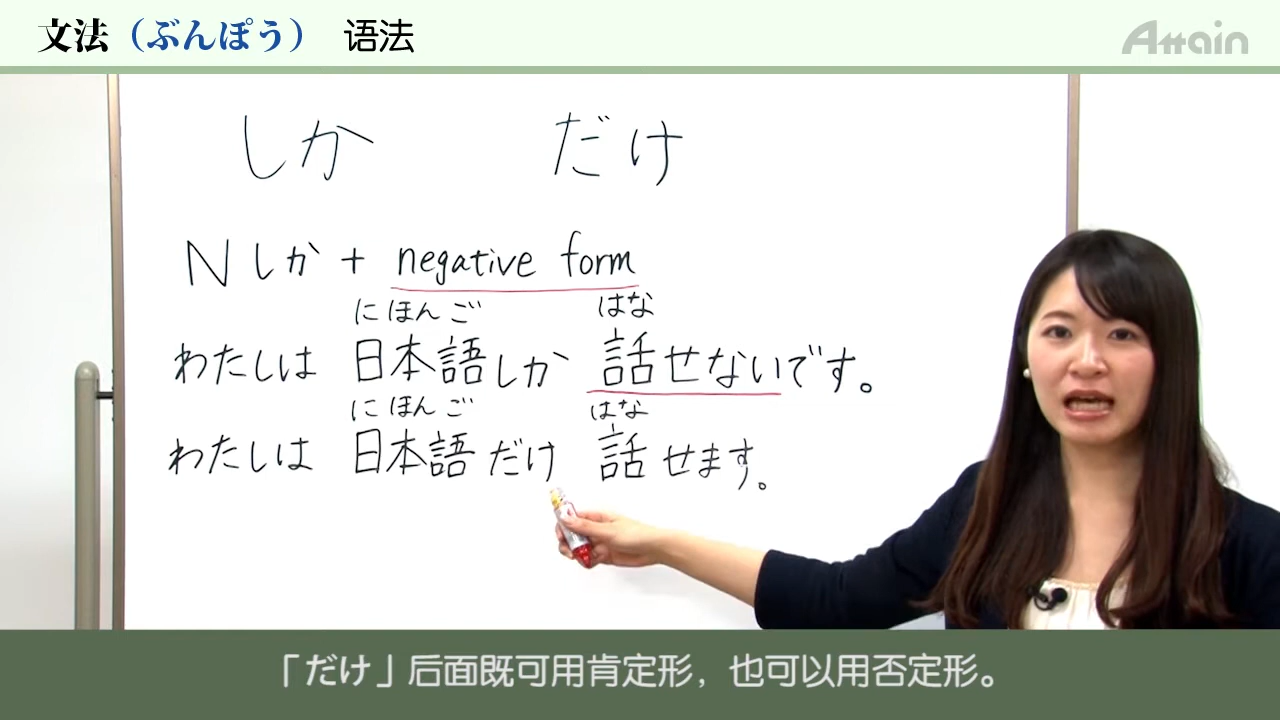 文法（ぶんぽう） 语法
Attain
しか だけ
Nしか + negative form
にほんご はな
わたしは 日本語しか 話せないです。
にほんご はな
わたしは 日本語だけ 話せます。
「だけ」后面既可用肯定形，也可以用否定形。